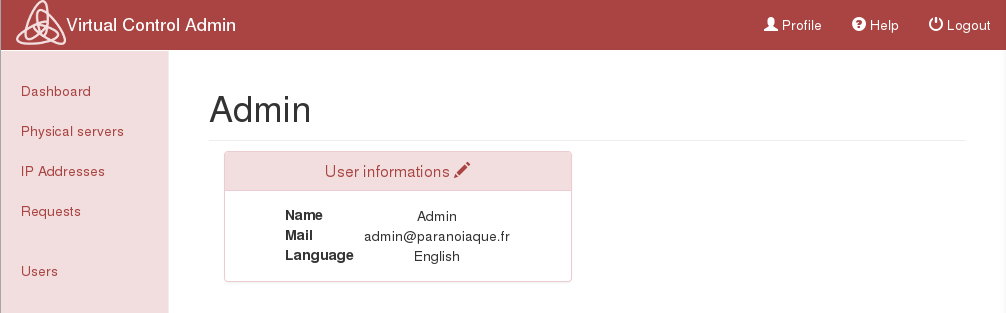 Virtual Control Admin
Profile
Help
Logout
Dashboard
Physical servers
IP Addresses
Requests
Users
Admin
User informations
Name Admin
Mail admin@paranoiaque.fr
Language English